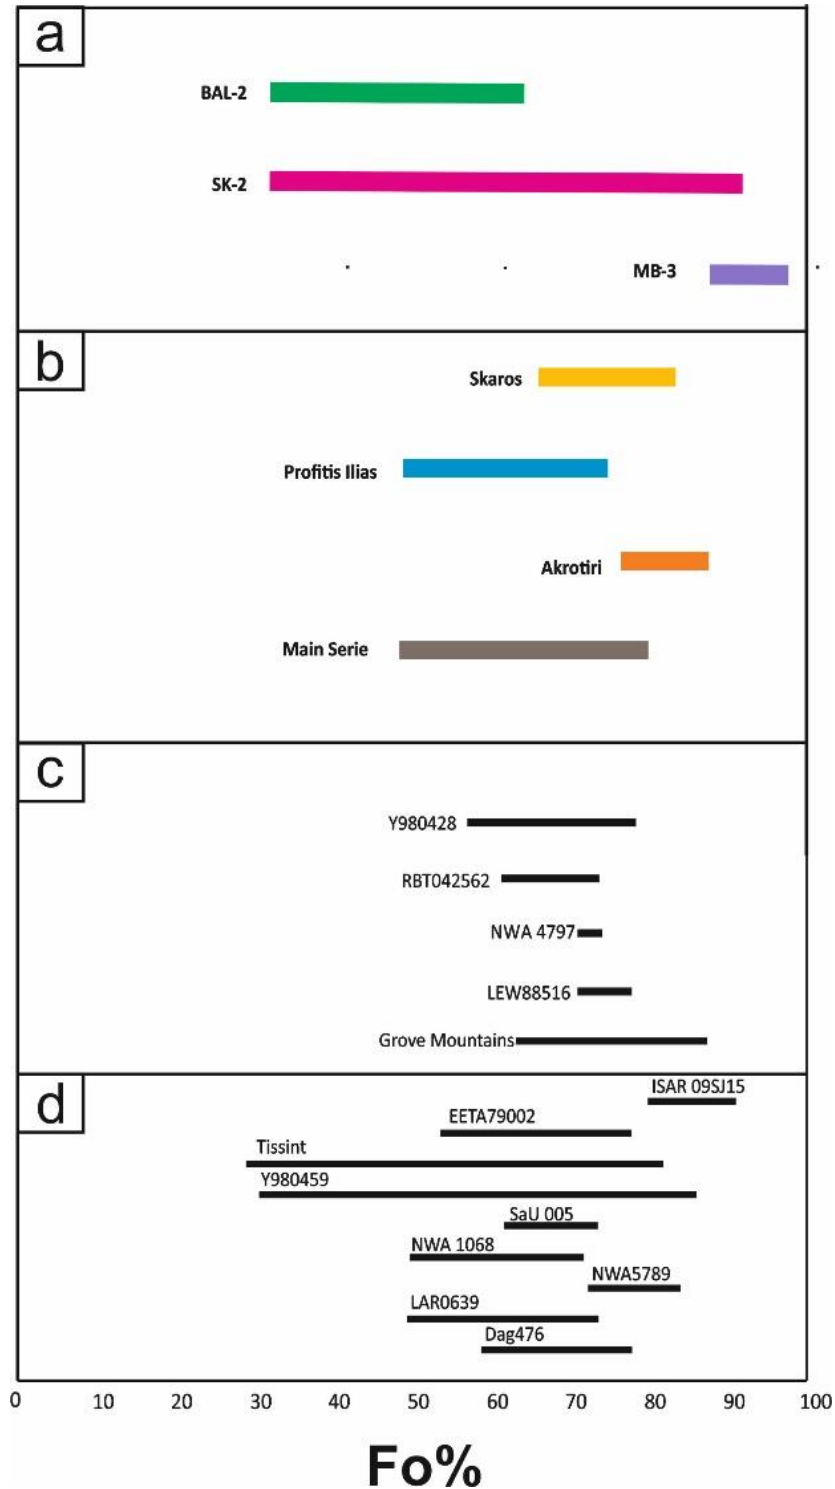 a
BAL-2
SK-2
MB-3
b
Skaros
Profitis Ilias
Akrotiri
Main Serie
c
Y980428
RBT042562
NWA 4797
LEW88516
Grove Mountains
d
ISAR 09SJ15
EETA79002
Tissint
Y980459
SaU 005
NWA 1068
NWA5789
LAR0639
Dag476
0 10 20 30 40 50 60 70 80 90 100
Fo%